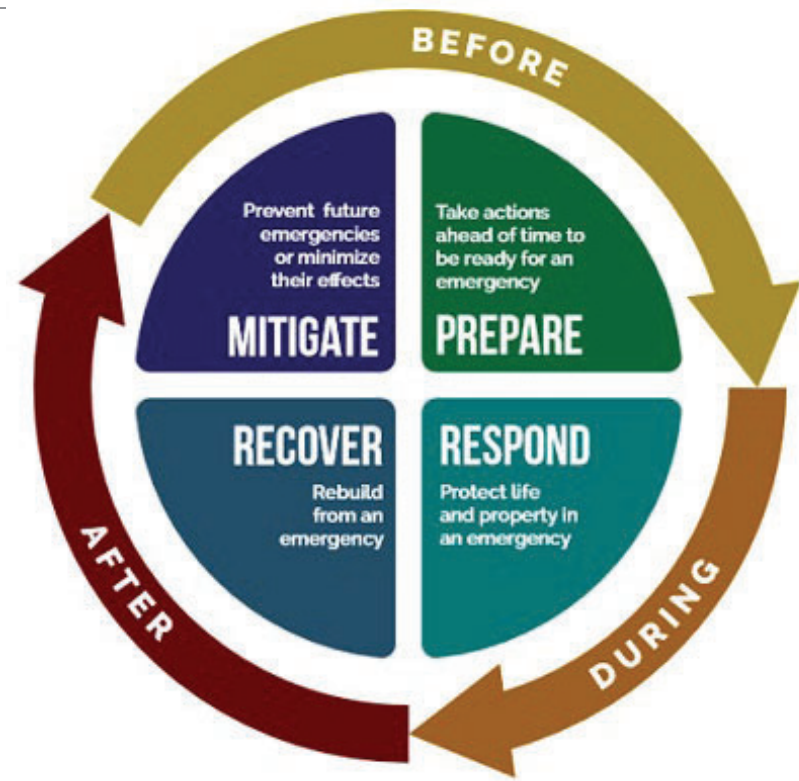 BEFORE
Prevent future
emergencies
or minimize
their effects
MITIGATE
Take actions
ahead of time to
be ready for an
emergency
PREPARE
RECOVER
Rebuild
from an
emergency
RESPOND
Protect life
and property in
an emergency
AFTER
DURING